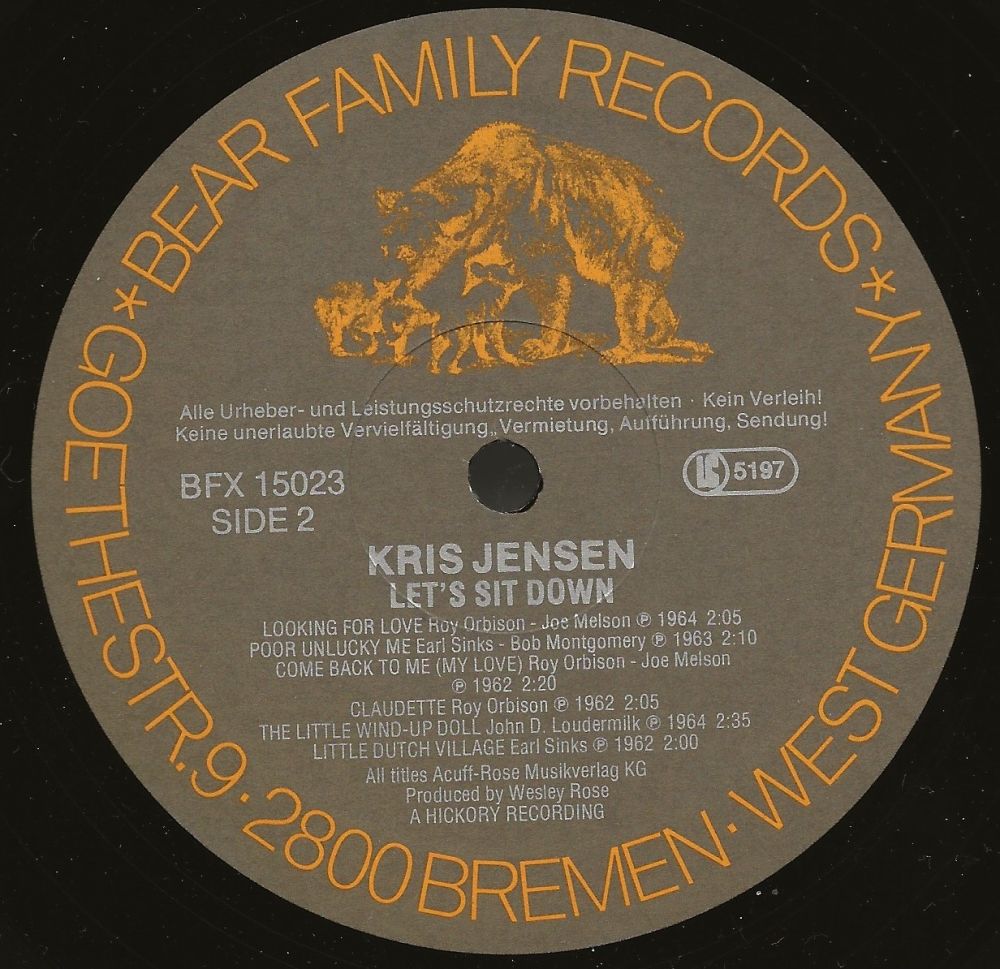 *BEAR FAMILY RECORDS*
GOETHESTR.9·2800 BREMEN·WEST GERMANY
Alle Urheber- und Leistungsschutzrechte vorbehalten · Kein Verleih!
Keine unerlaubte Vervielfältigung, Vermietung, Aufführung, Sendung!
BFX 15023
SIDE 2
LC 5197
KRIS JENSEN
LET'S SIT DOWN
LOOKING FOR LOVE Roy Orbison - Joe Melson ℗ 1964 2:05
POOR UNLUCKY ME Earl Sinks - Bob Montgomery ℗ 1963 2:10
COME BACK TO ME (MY LOVE) Roy Orbison - Joe Melson
℗ 1962 2:20
CLAUDETTE Roy Orbison ℗ 1962 2:05
THE LITTLE WIND-UP DOLL John D. Loudermilk ℗ 1964 2:35
LITTLE DUTCH VILLAGE Earl Sinks ℗ 1962 2:00
All titles Acuff-Rose Musikverlag KG
Produced by Wesley Rose
A HICKORY RECORDING